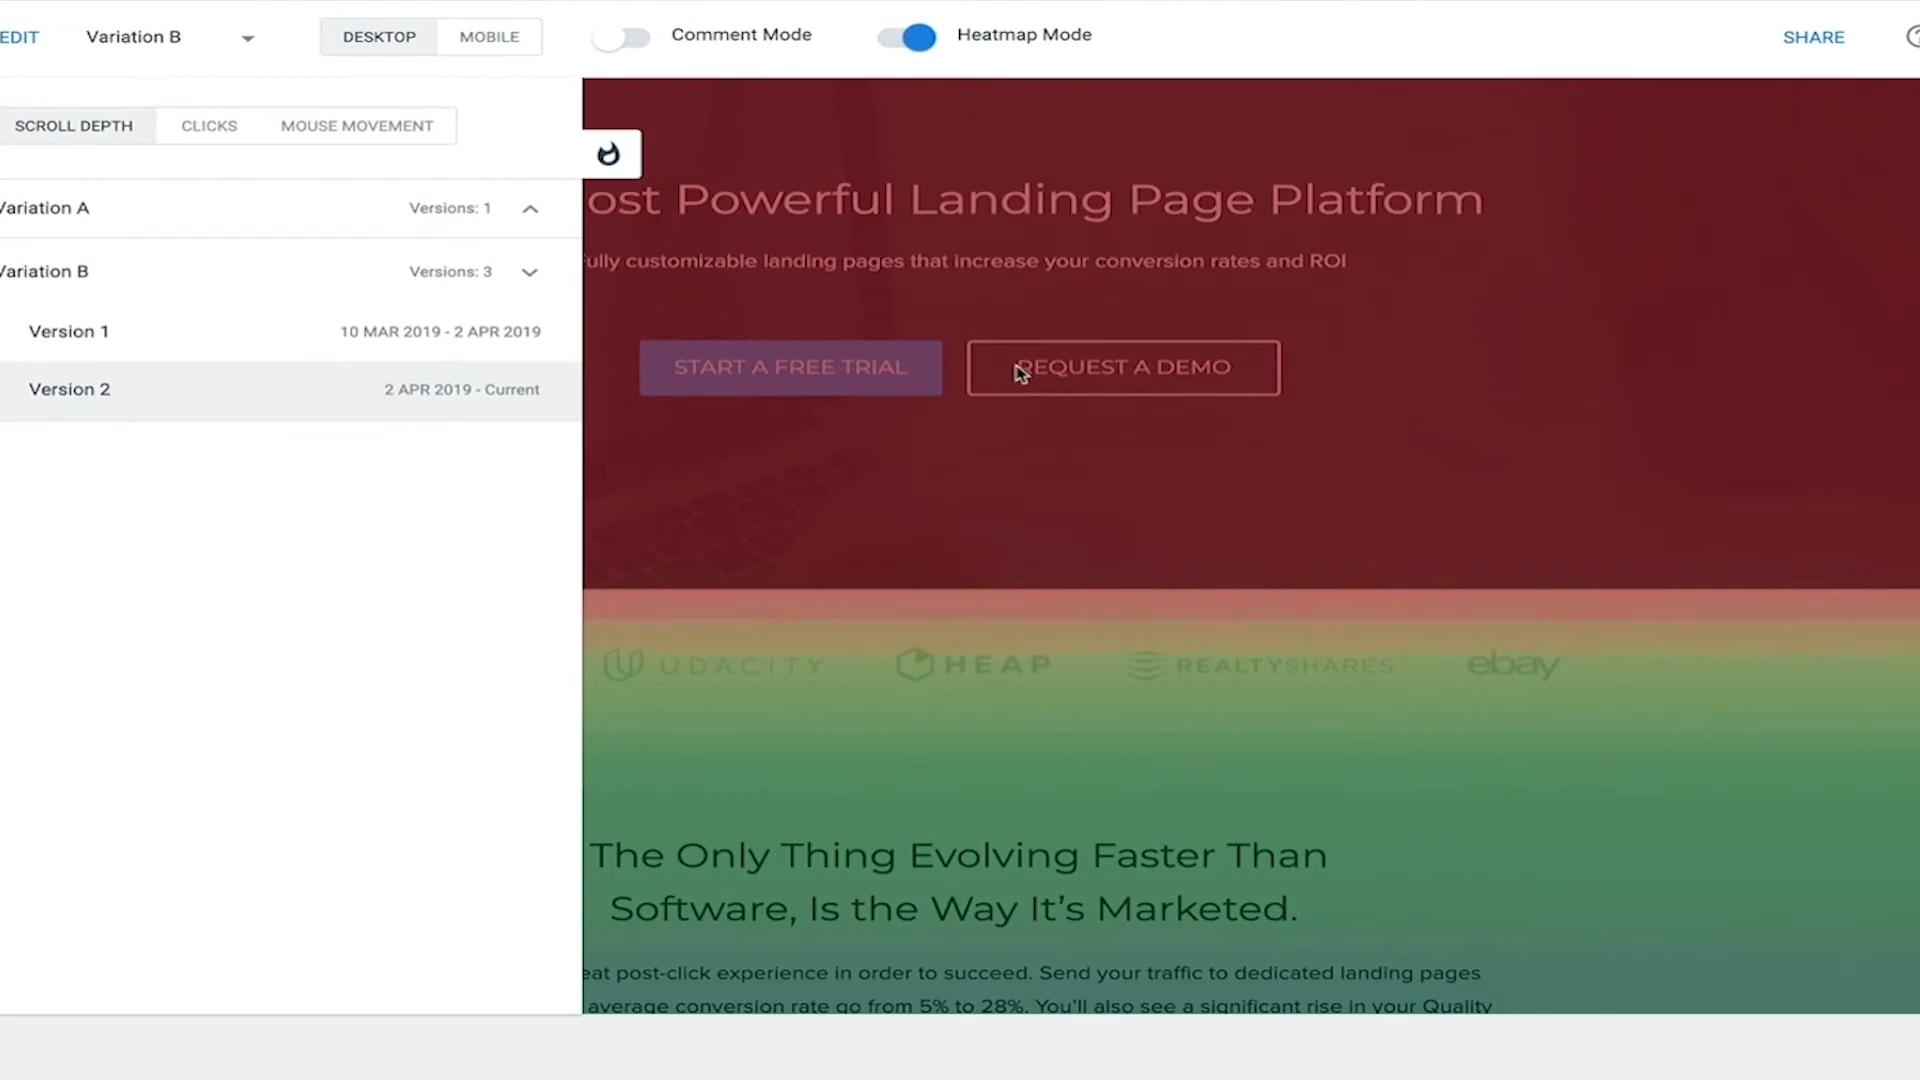 EDIT
Variation B
DESKTOP
MOBILE
Comment Mode
Heatmap Mode
SHARE
SCROLL DEPTH
CLICKS
MOUSE MOVEMENT
Variation A
Versions: 1
Variation B
Versions: 3
Version 1
10 MAR 2019 - 2 APR 2019
Version 2
2 APR 2019 - Current
ost Powerful Landing Page Platform
ully customizable landing pages that increase your conversion rates and ROI
START A FREE TRIAL
REQUEST A DEMO
UDACITY
HEAP
REALTYSHARES
ebay
The Only Thing Evolving Faster Than
Software, Is the Way It's Marketed.
eat post-click experience in order to succeed. Send your traffic to dedicated landing pages
average conversion rate go from 5% to 28%. You'll also see a significant rise in your Quality